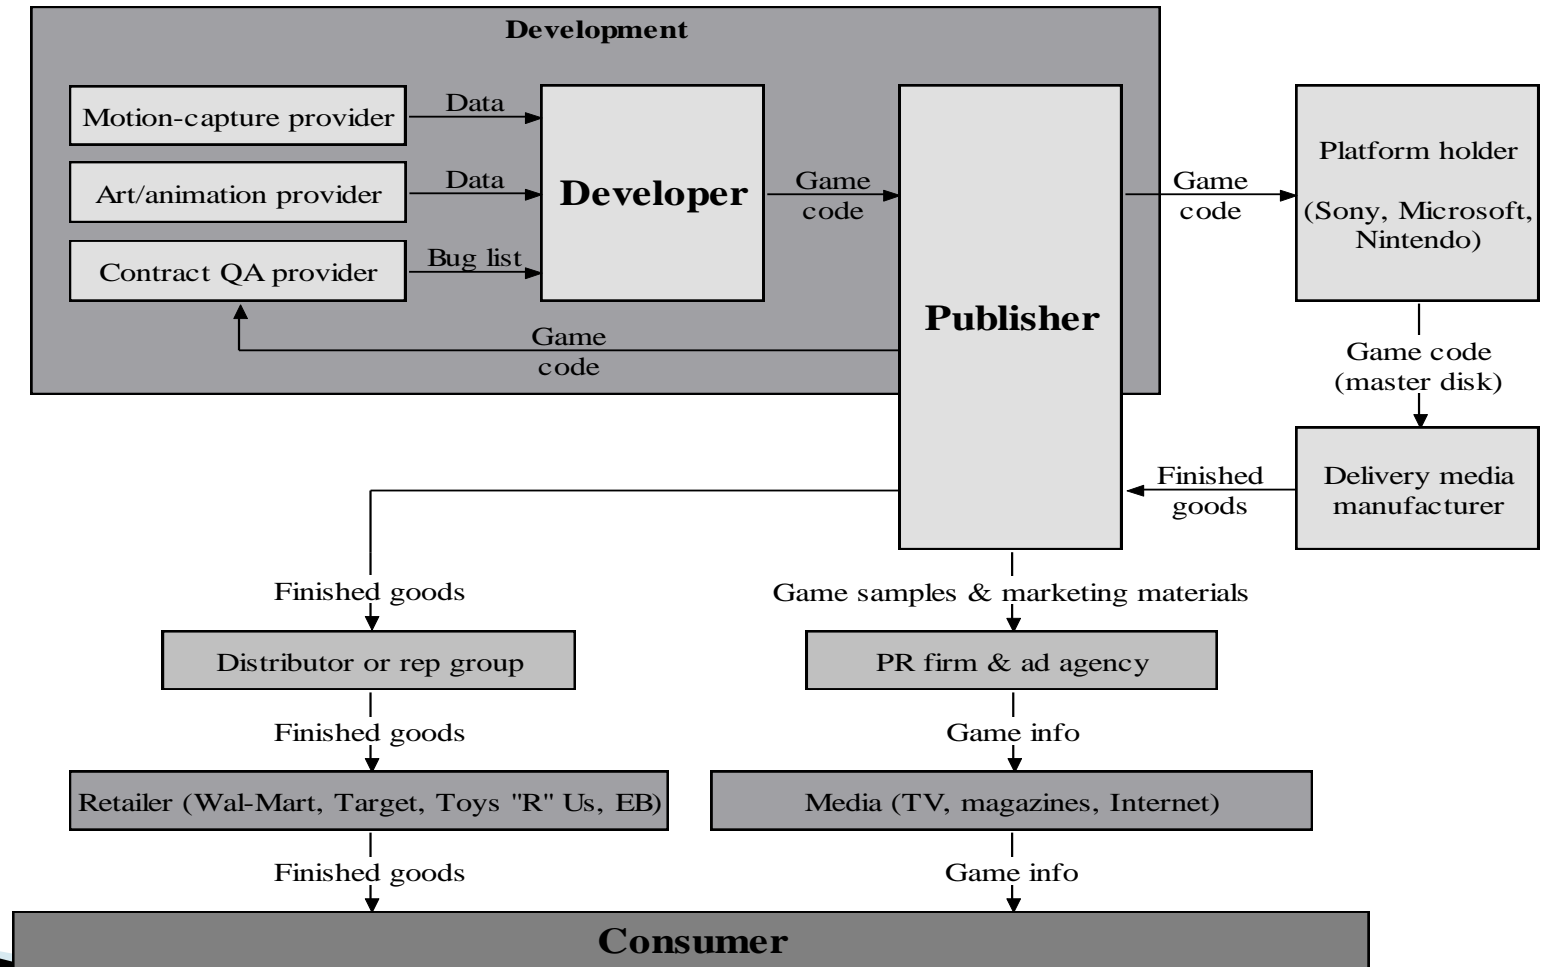 Development
Motion-capture provider
Data
Art/animation provider
Data
Contract QA provider
Bug list
Developer
Game
code
Game
code
Publisher
Game
code
Platform holder
(Sony, Microsoft,
Nintendo)
Game code
(master disk)
Delivery media
manufacturer
Finished
goods
Finished goods
Distributor or rep group
Finished goods
Retailer (Wal-Mart, Target, Toys "R" Us, EB)
Finished goods
Game samples & marketing materials
PR firm & ad agency
Game info
Media (TV, magazines, Internet)
Game info
Consumer